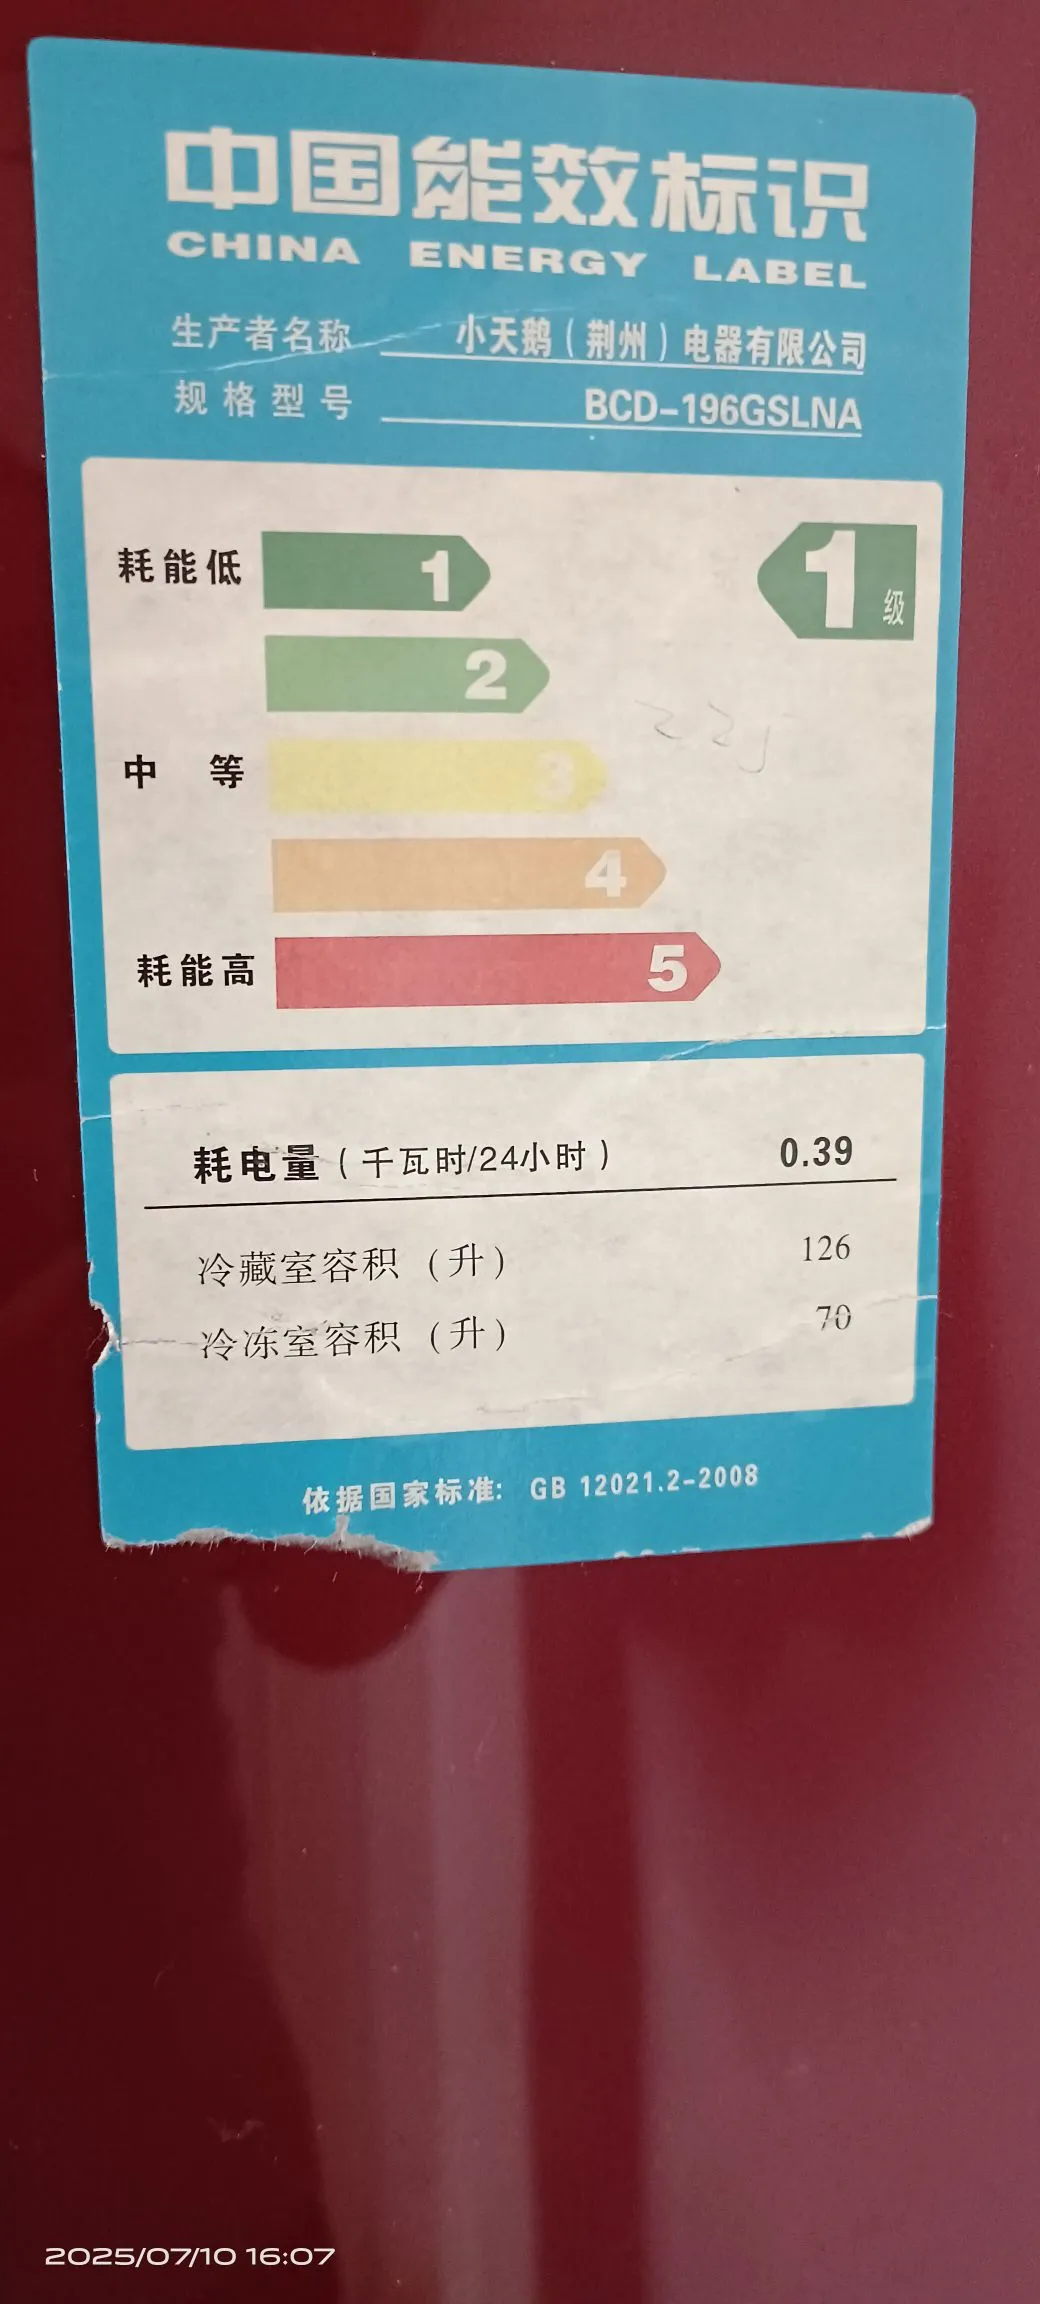 中国能效标识
CHINA ENERGY LABEL
生产者名称 小天鹅（荆州）电器有限公司
规格型号 BCD-196GSLNA
耗能低 1 1级
2
中等 3
4
耗能高 5
耗电量（千瓦时/24小时） 0.39
冷藏室容积（升） 126
冷冻室容积（升） 70
依据国家标准: GB 12021.2-2008
2025/07/10 16:07